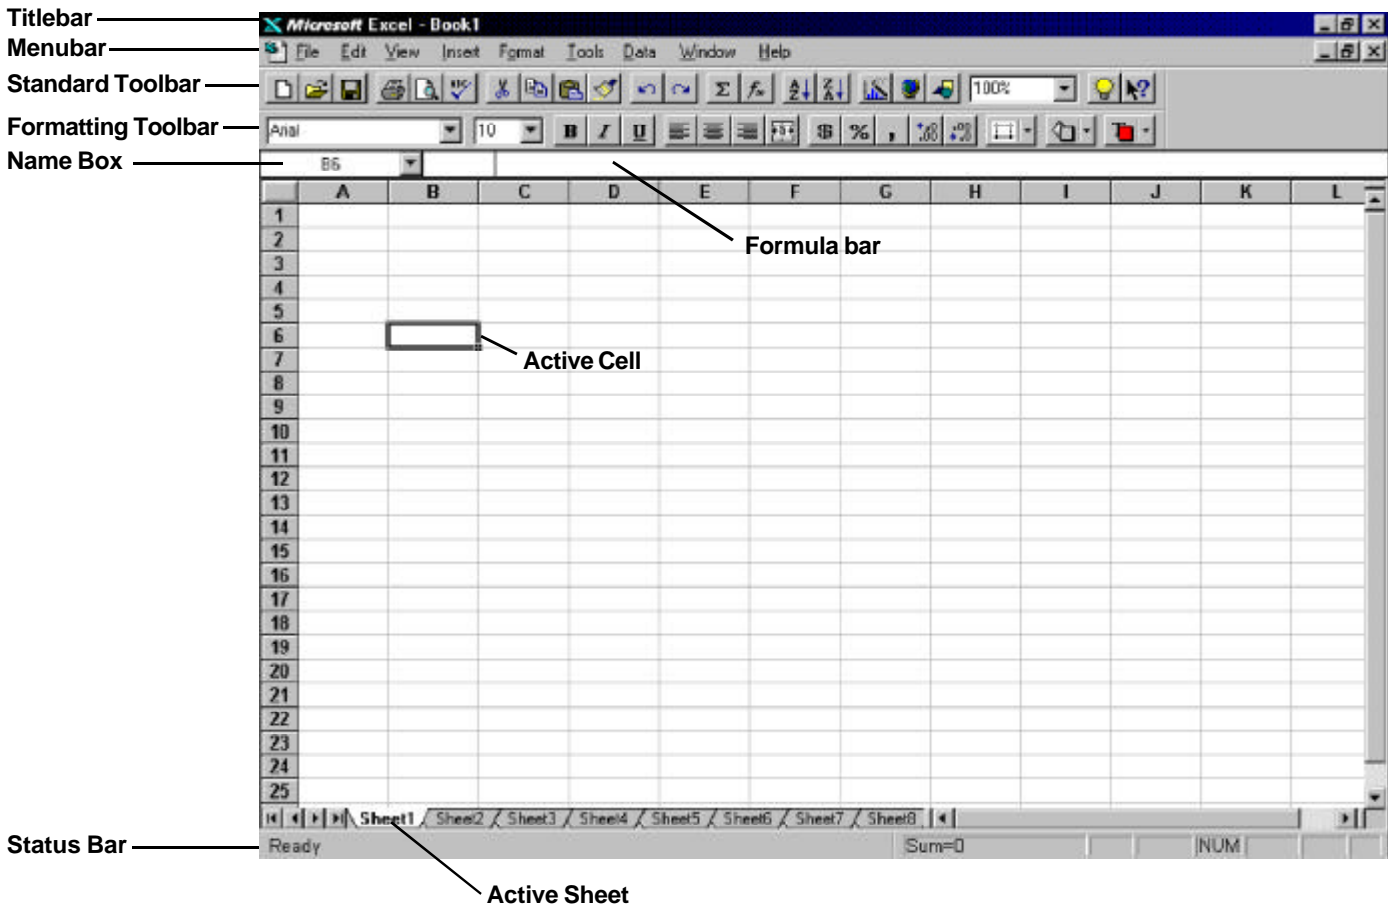 Titlebar
Microsoft Excel - Book1
Menubar
File Edit View Insert Format Tools Data Window Help
Standard Toolbar
100%
Formatting Toolbar
Arial 10 B I U $ % ,
Name Box
B6
A B C D E F G H I J K L
1
2
Formula bar
3
4
5
6
7
Active Cell
8
9
10
11
12
13
14
15
16
17
18
19
20
21
22
23
24
25
Sheet1 Sheet2 Sheet3 Sheet4 Sheet5 Sheet6 Sheet7 Sheet8
Status Bar
Ready Sum=0 NUM
Active Sheet